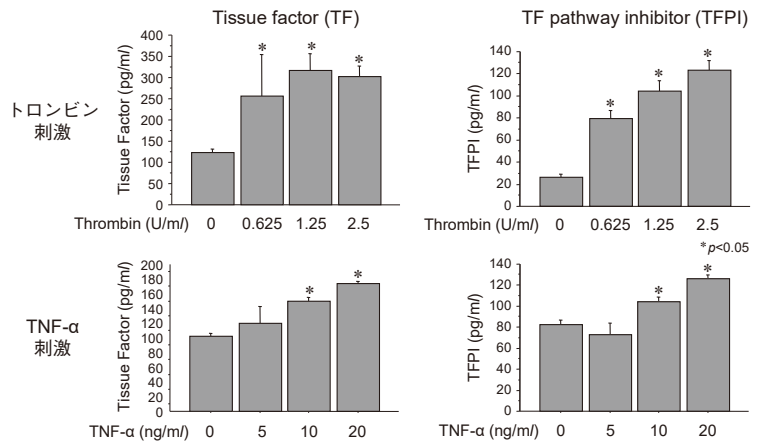 Tissue factor (TF)
TF pathway inhibitor (TFPI)
トロンビン
刺激
Tissue Factor (pg/ml)
400
350
300
250
200
150
100
50
0
* * *
Thrombin (U/ml) 0 0.625 1.25 2.5
TFPI (pg/ml)
140
120
100
80
60
40
20
0
* * *
Thrombin (U/ml) 0 0.625 1.25 2.5
*p<0.05
TNF-α
刺激
Tissue Factor (pg/ml)
200
180
160
140
120
100
80
60
40
20
0
* *
TNF-α (ng/ml) 0 5 10 20
TFPI (pg/ml)
140
120
100
80
60
40
20
0
* *
TNF-α (ng/ml) 0 5 10 20